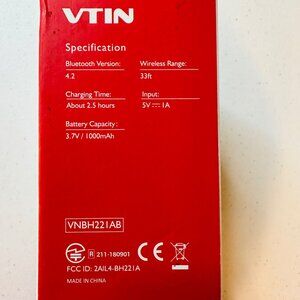 VTIN
Specification
Bluetooth Version: Wireless Range:
4.2 33ft
Charging Time: Input:
About 2.5 hours 5V⎓1A
Battery Capacity:
3.7V / 1000mAh
VNBH221AB
R 211-180901 CE
FCC ID: 2AIL4-BH221A
MADE IN CHINA